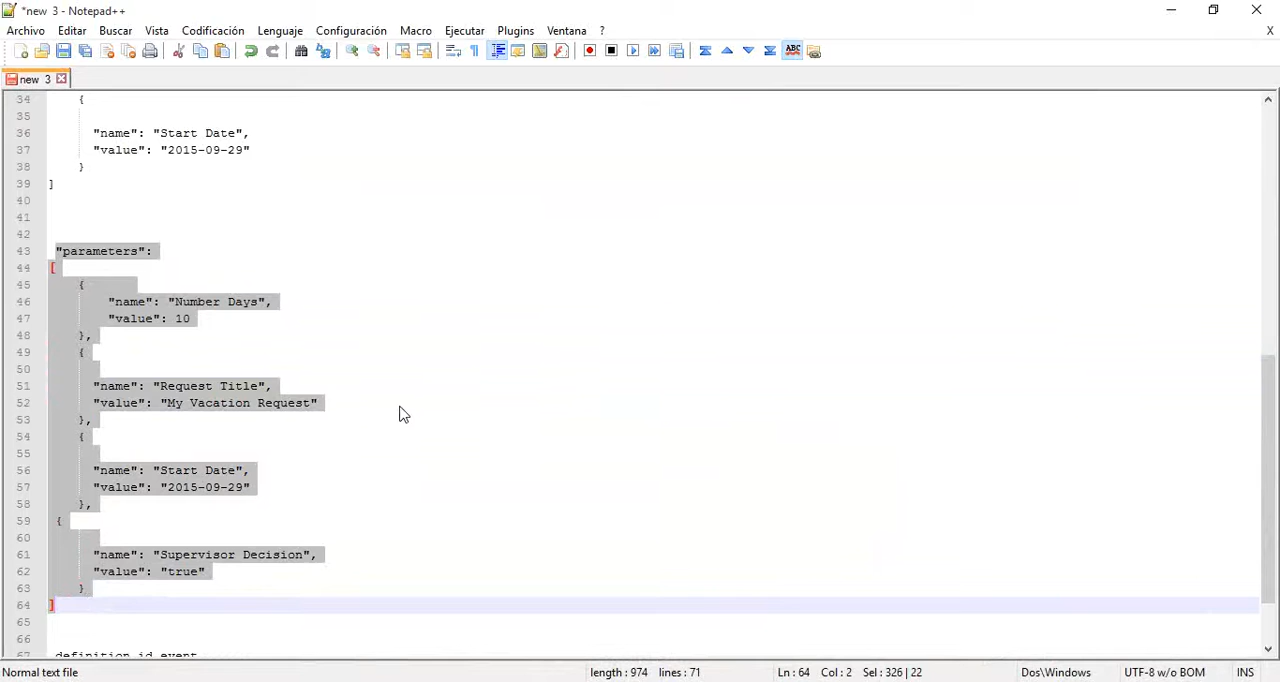 *new 3 - Notepad++
Archivo Editar Buscar Vista Codificación Lenguaje Configuración Macro Ejecutar Plugins Ventana ? X
new 3
34 {
35
36 "name": "Start Date",
37 "value": "2015-09-29"
38 }
39 ]
40
41
42
43 "parameters":
44 [
45 {
46 "name": "Number Days",
47 "value": 10
48 },
49 {
50
51 "name": "Request Title",
52 "value": "My Vacation Request"
53 },
54 {
55
56 "name": "Start Date",
57 "value": "2015-09-29"
58 },
59 {
60
61 "name": "Supervisor Decision",
62 "value": "true"
63 }
64 ]
65
66
67 definition id event
Normal text file length : 974 lines : 71 Ln : 64 Col : 2 Sel : 326 | 22 Dos\Windows UTF-8 w/o BOM INS